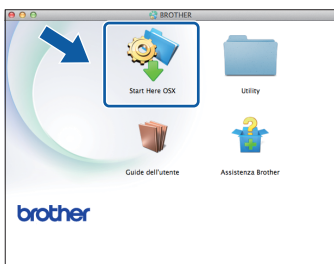 BROTHER
Start Here OSX
Utility
Guide dell'utente
Assistenza Brother
brother